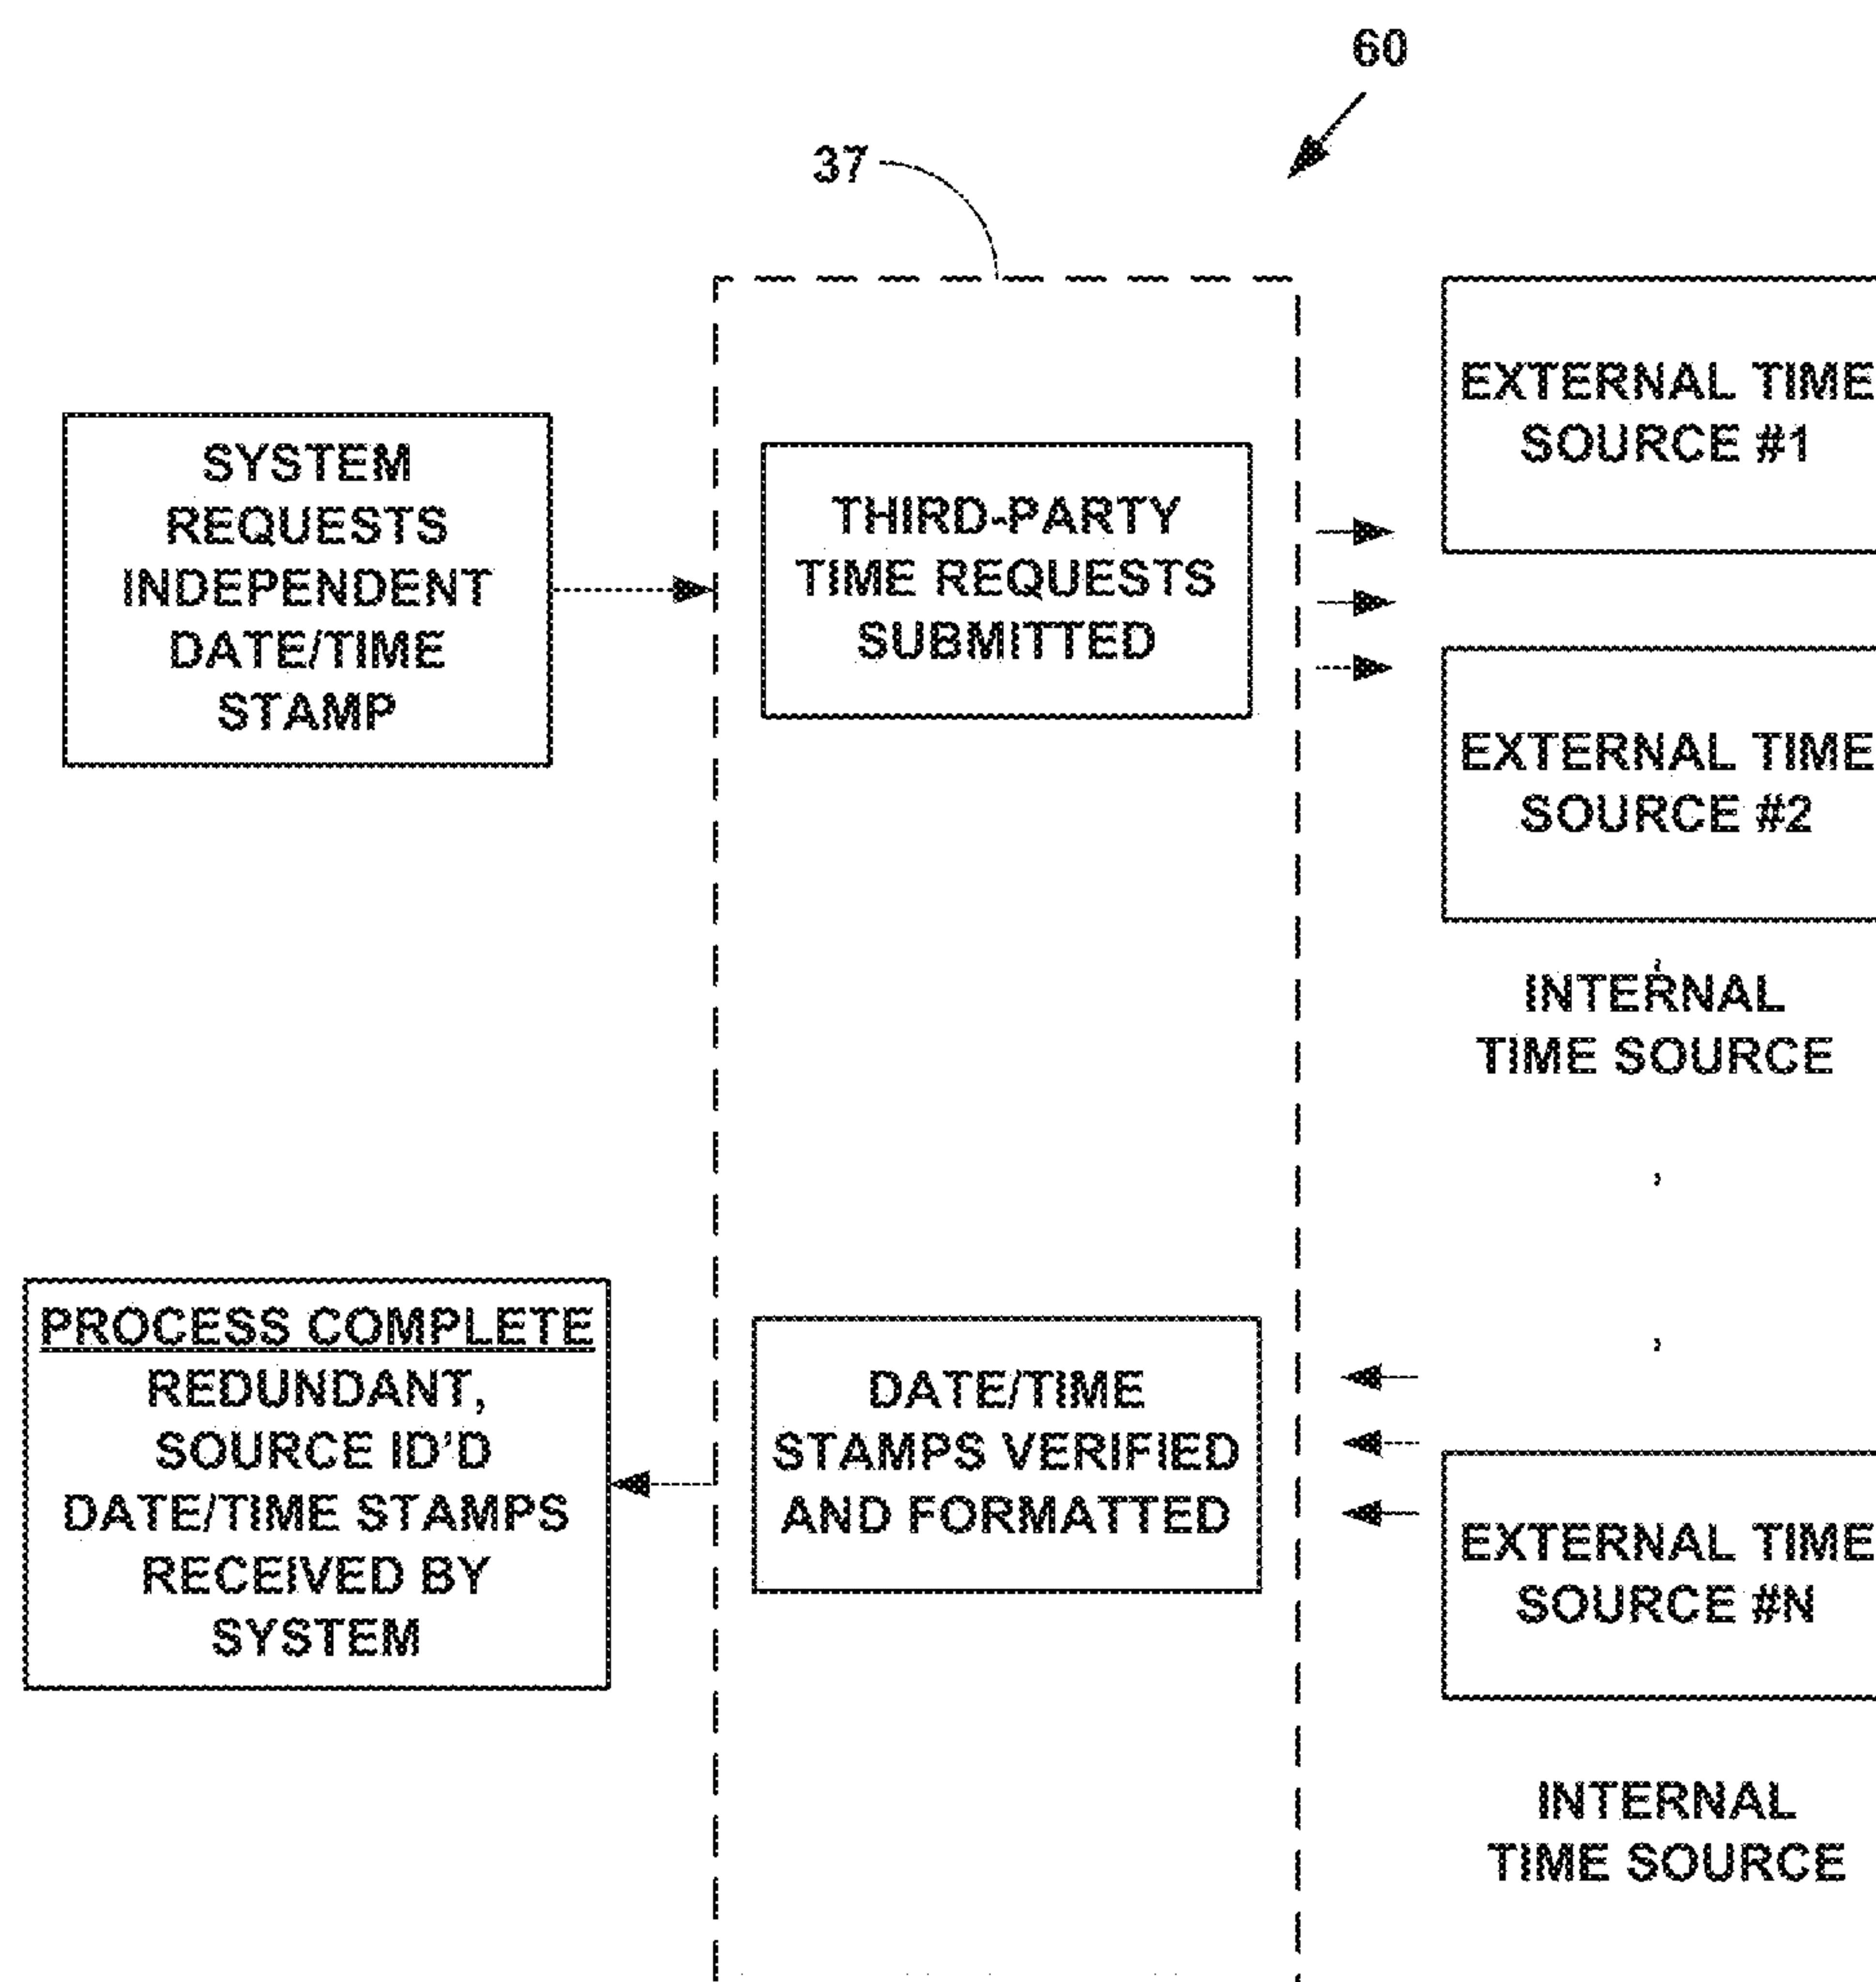 60
37
SYSTEM
REQUESTS
INDEPENDENT
DATE/TIME
STAMP
THIRD-PARTY
TIME REQUESTS
SUBMITTED
EXTERNAL TIME
SOURCE #1
EXTERNAL TIME
SOURCE #2
INTERNAL
TIME SOURCE
PROCESS COMPLETE
REDUNDANT,
SOURCE ID'D
DATE/TIME STAMPS
RECEIVED BY
SYSTEM
DATE/TIME
STAMPS VERIFIED
AND FORMATTED
EXTERNAL TIME
SOURCE #N
INTERNAL
TIME SOURCE